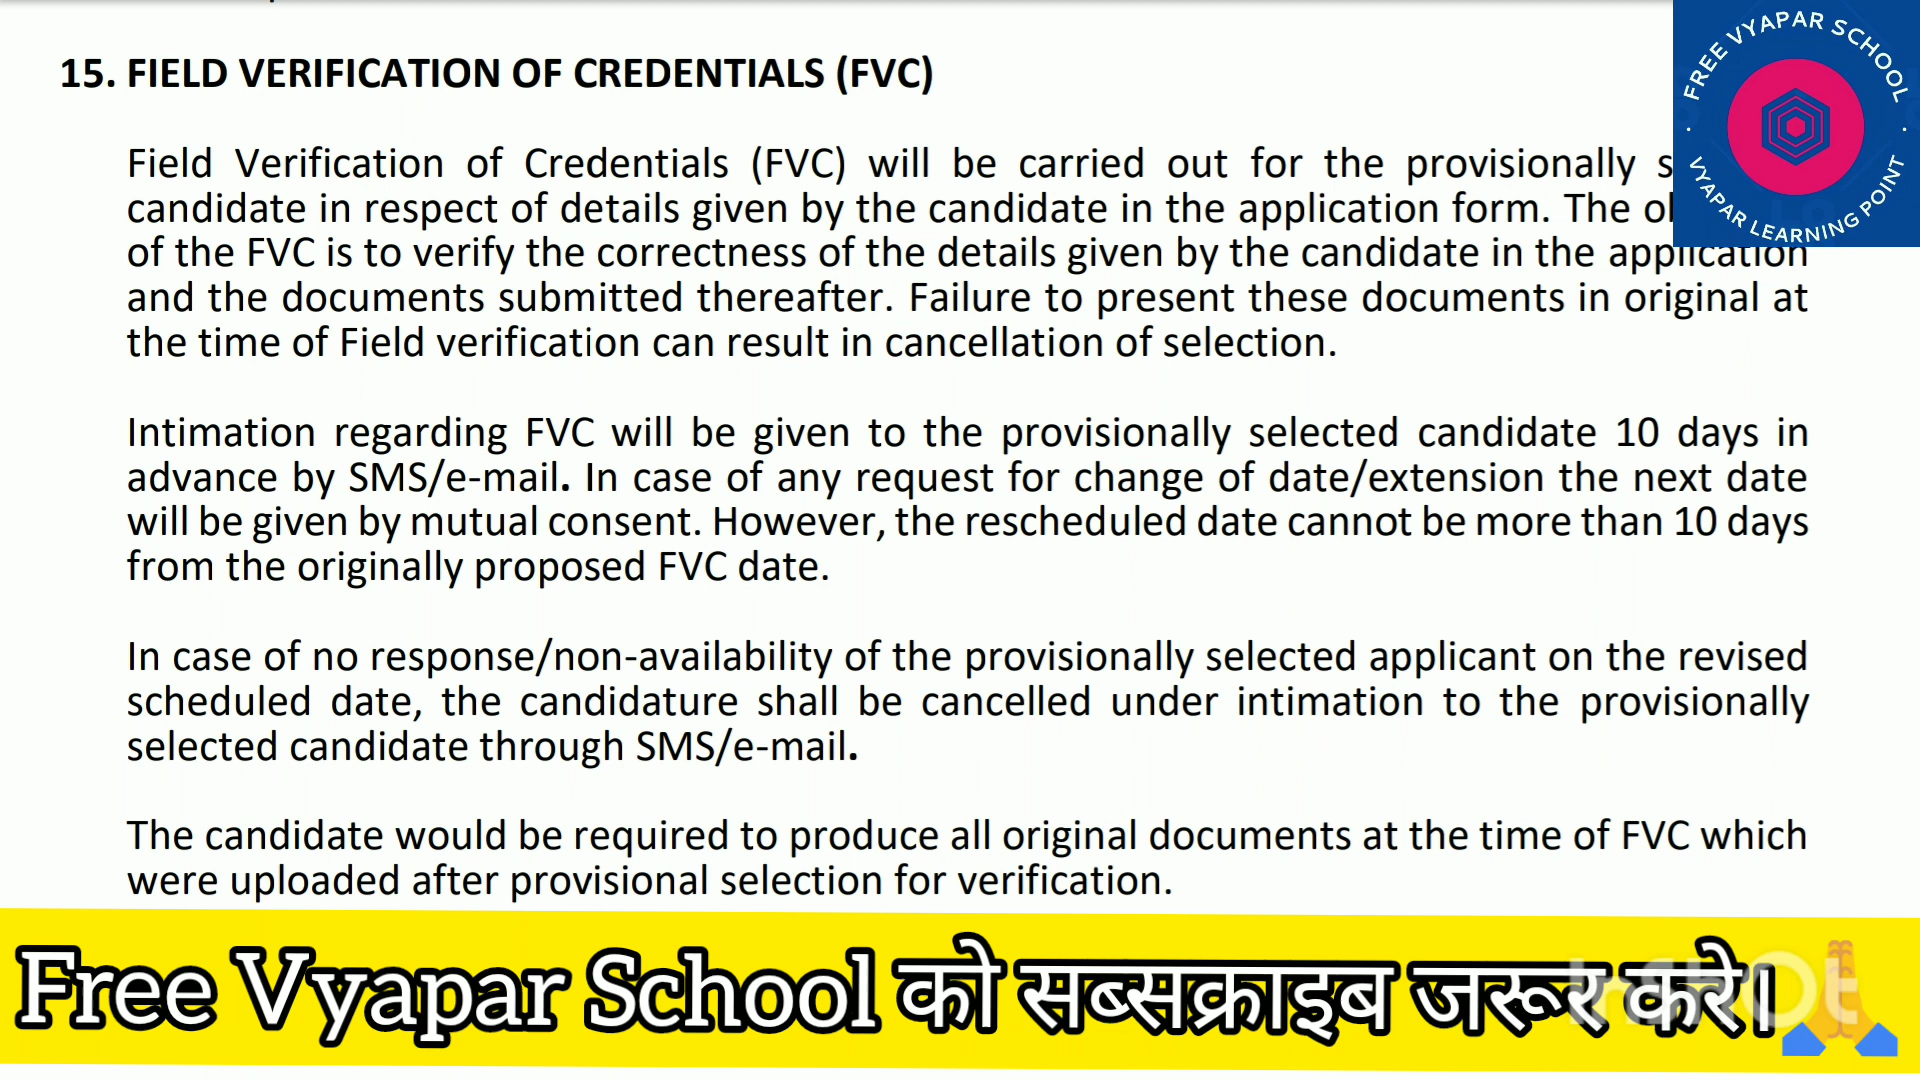 15. FIELD VERIFICATION OF CREDENTIALS (FVC)
Field Verification of Credentials (FVC) will be carried out for the provisionally
candidate in respect of details given by the candidate in the application form. The
of the FVC is to verify the correctness of the details given by the candidate in the application
and the documents submitted thereafter. Failure to present these documents in original at
the time of Field verification can result in cancellation of selection.
Intimation regarding FVC will be given to the provisionally selected candidate 10 days in
advance by SMS/e-mail. In case of any request for change of date/extension the next date
will be given by mutual consent. However, the rescheduled date cannot be more than 10 days
from the originally proposed FVC date.
In case of no response/non-availability of the provisionally selected applicant on the revised
scheduled date, the candidature shall be cancelled under intimation to the provisionally
selected candidate through SMS/e-mail.
The candidate would be required to produce all original documents at the time of FVC which
were uploaded after provisional selection for verification.
FREE VYAPAR SCHOOL
VYAPAR LEARNING POINT
Free Vyapar School को सब्सक्राइब जरूर करे।